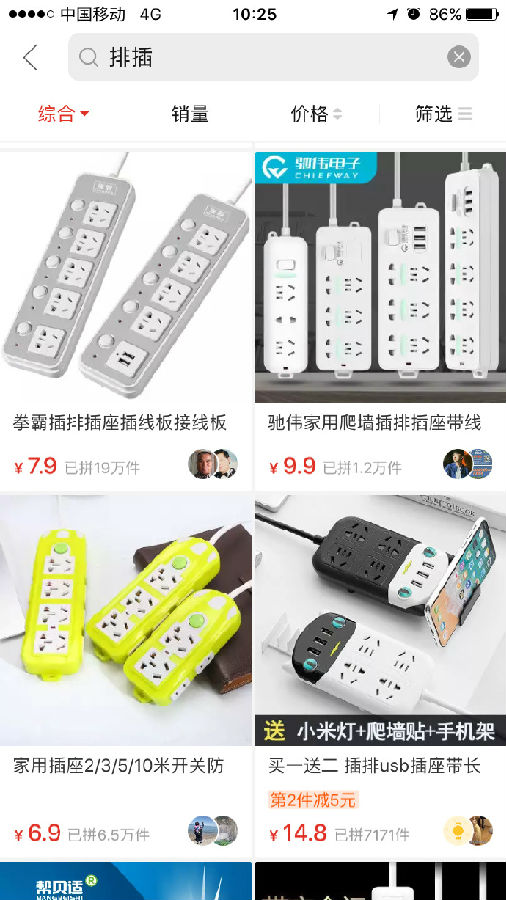 中国移动 4G 10:25 86%
排插
综合 销量 价格 筛选
驰伟电子
CHIEFWAY
拳霸插排插座插线板接线板
¥7.9 已拼19万件
驰伟家用爬墙插排插座带线
¥9.9 已拼1.2万件
送 小米灯+爬墙贴+手机架
家用插座2/3/5/10米开关防
¥6.9 已拼6.5万件
买一送二 插排usb插座带长
第2件减5元
¥14.8 已拼7171件
帮贝适®